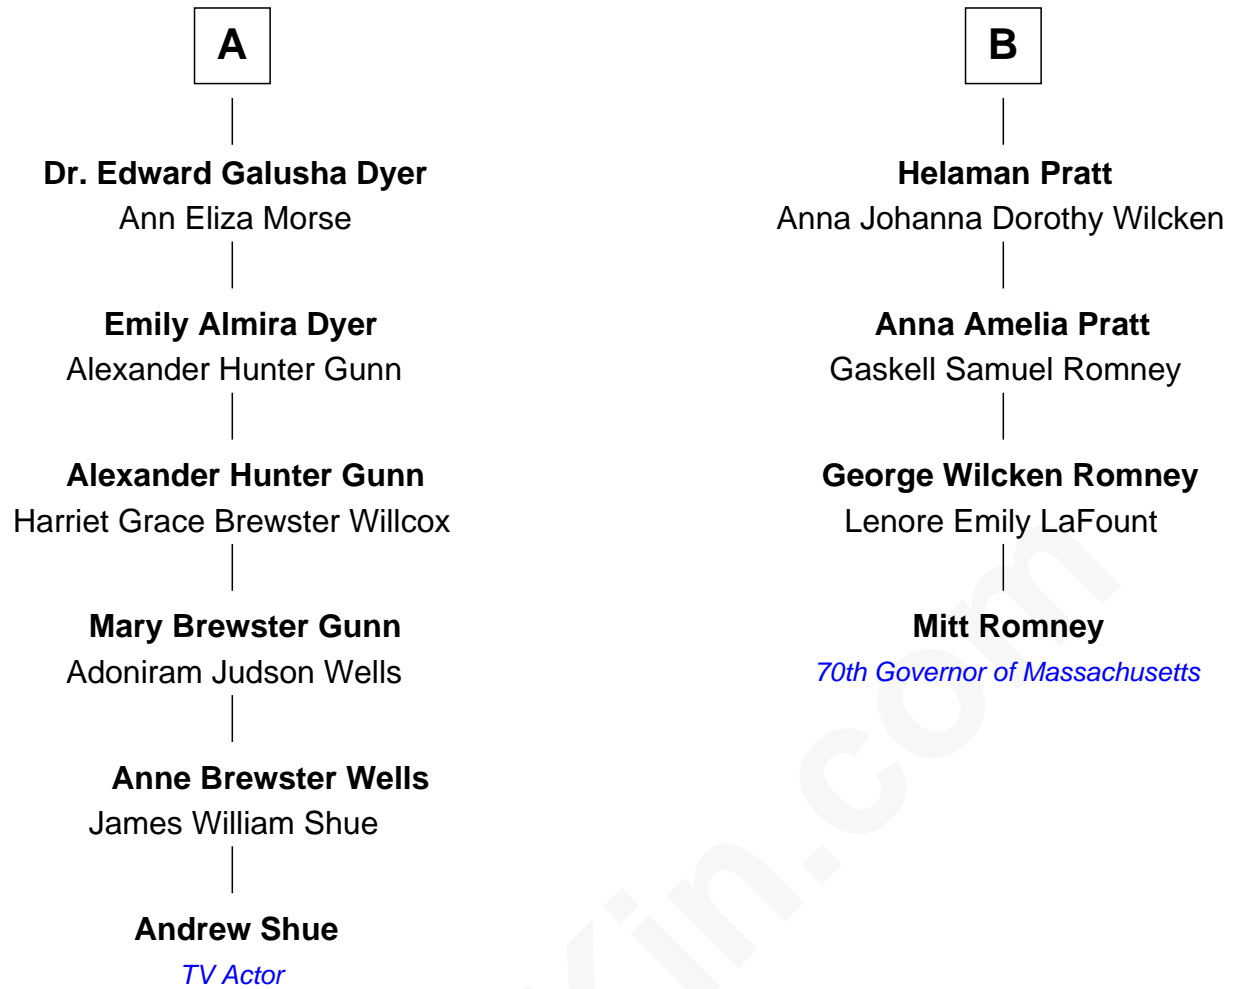 A
Dr. Edward Galusha Dyer
Ann Eliza Morse
Emily Almira Dyer
Alexander Hunter Gunn
Alexander Hunter Gunn
Harriet Grace Brewster Willcox
Mary Brewster Gunn
Adoniram Judson Wells
Anne Brewster Wells
James William Shue
Andrew Shue
TV Actor
B
Helaman Pratt
Anna Johanna Dorothy Wilcken
Anna Amelia Pratt
Gaskell Samuel Romney
George Wilcken Romney
Lenore Emily LaFount
Mitt Romney
70th Governor of Massachusetts
Kin.com